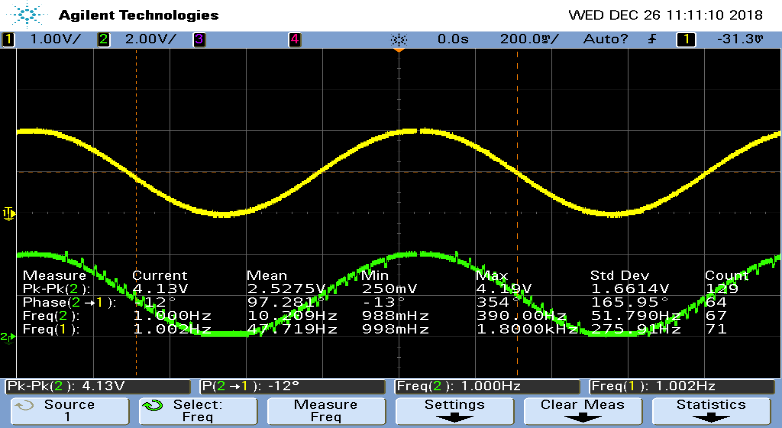 Agilent Technologies WED DEC 26 11:11:10 2018
1 1.00V/ 2 2.00V/ 3 4 0.0s 200.0m/ Auto? 1 -31.3m
1
Measure Current Mean Min Max Std Dev Count
Pk-Pk(2): 4.13V 2.5275V 250mV 4.19V 1.6614V 129
Phase(2→1): -12° 97.281° -13° 354° 165.95° 64
Freq(2): 1.000Hz 10.209Hz 988mHz 390.00Hz 51.790Hz 67
Freq(1): 1.002Hz 47.719Hz 998mHz 1.8000kHz 275.91Hz 71
2
Pk-Pk(2): 4.13V P(2→1): -12° Freq(2): 1.000Hz Freq(1): 1.002Hz
Source Select: Measure Settings Clear Meas Statistics
1 Freq Freq